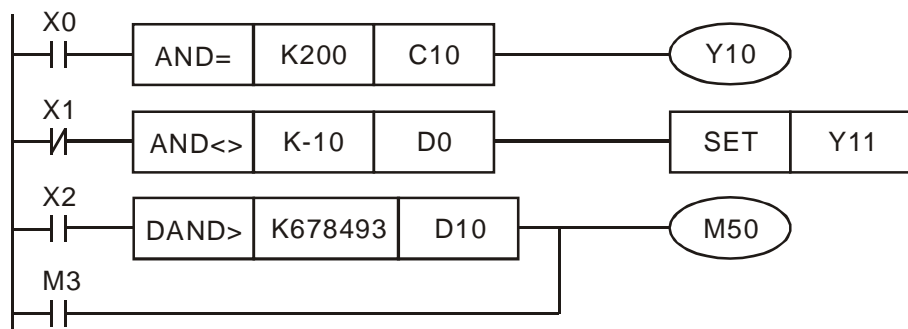 X0
AND= K200 C10 Y10
X1
AND<> K-10 D0 SET Y11
X2
DAND> K678493 D10 M50
M3